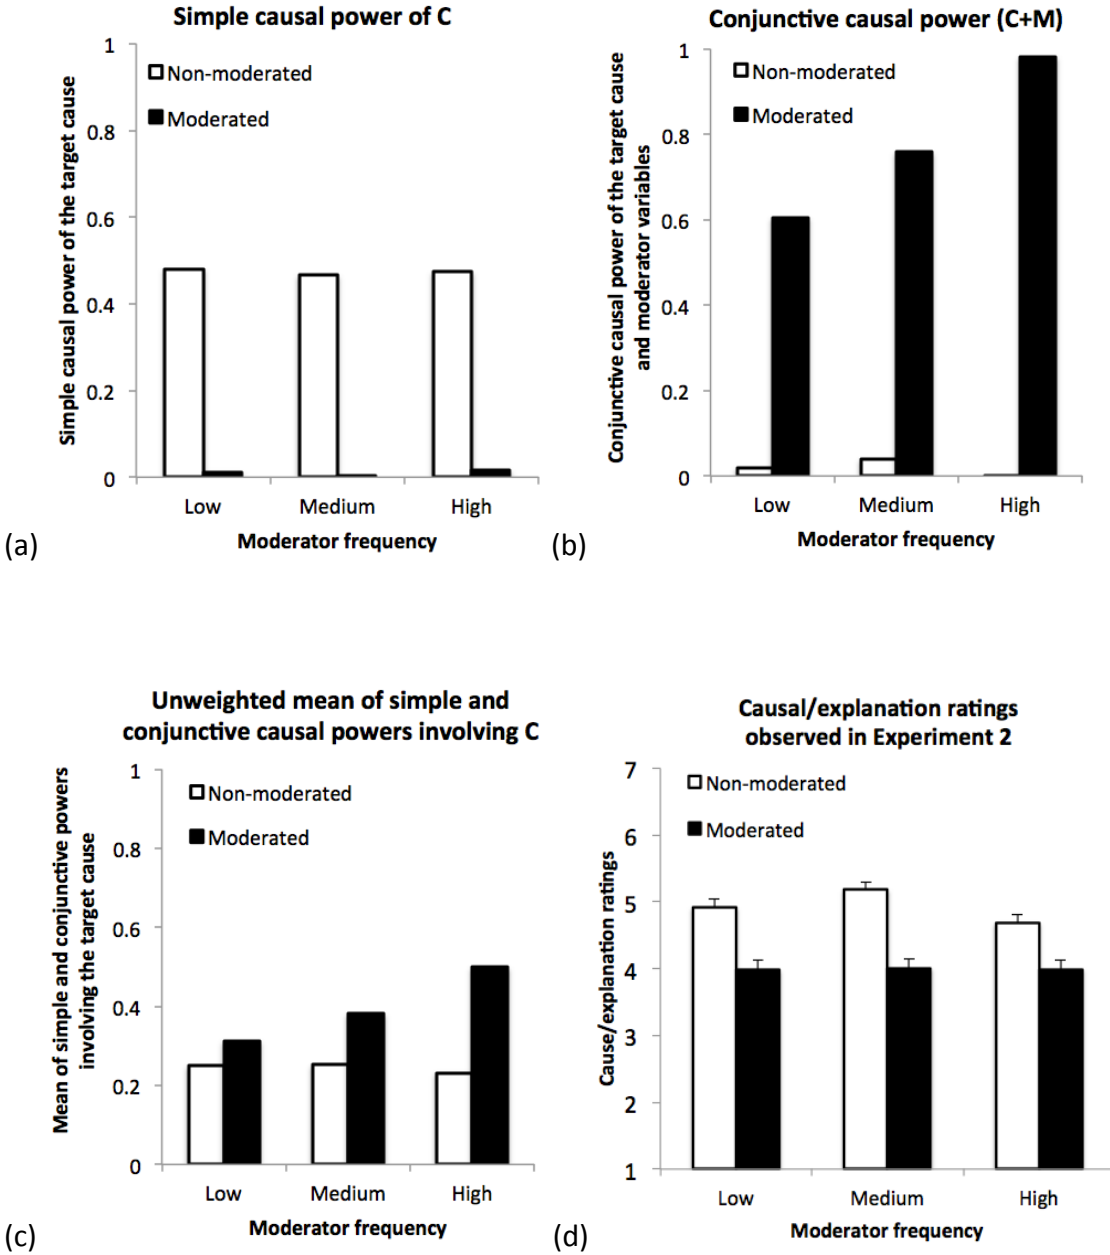 Simple causal power of C
Simple causal power of the target cause
1
0.8
0.6
0.4
0.2
0
Non-moderated
Moderated
Low Medium High
Moderator frequency
(a)
Conjunctive causal power (C+M)
Conjunctive causal power of the target cause
and moderator variables
1
0.8
0.6
0.4
0.2
0
Non-moderated
Moderated
Low Medium High
Moderator frequency
(b)
Unweighted mean of simple and
conjunctive causal powers involving C
Mean of simple and conjunctive powers
involving the target cause
1
0.8
0.6
0.4
0.2
0
Non-moderated
Moderated
Low Medium High
Moderator frequency
(c)
Causal/explanation ratings
observed in Experiment 2
Cause/explanation ratings
7
6
5
4
3
2
1
Non-moderated
Moderated
Low Medium High
Moderator frequency
(d)